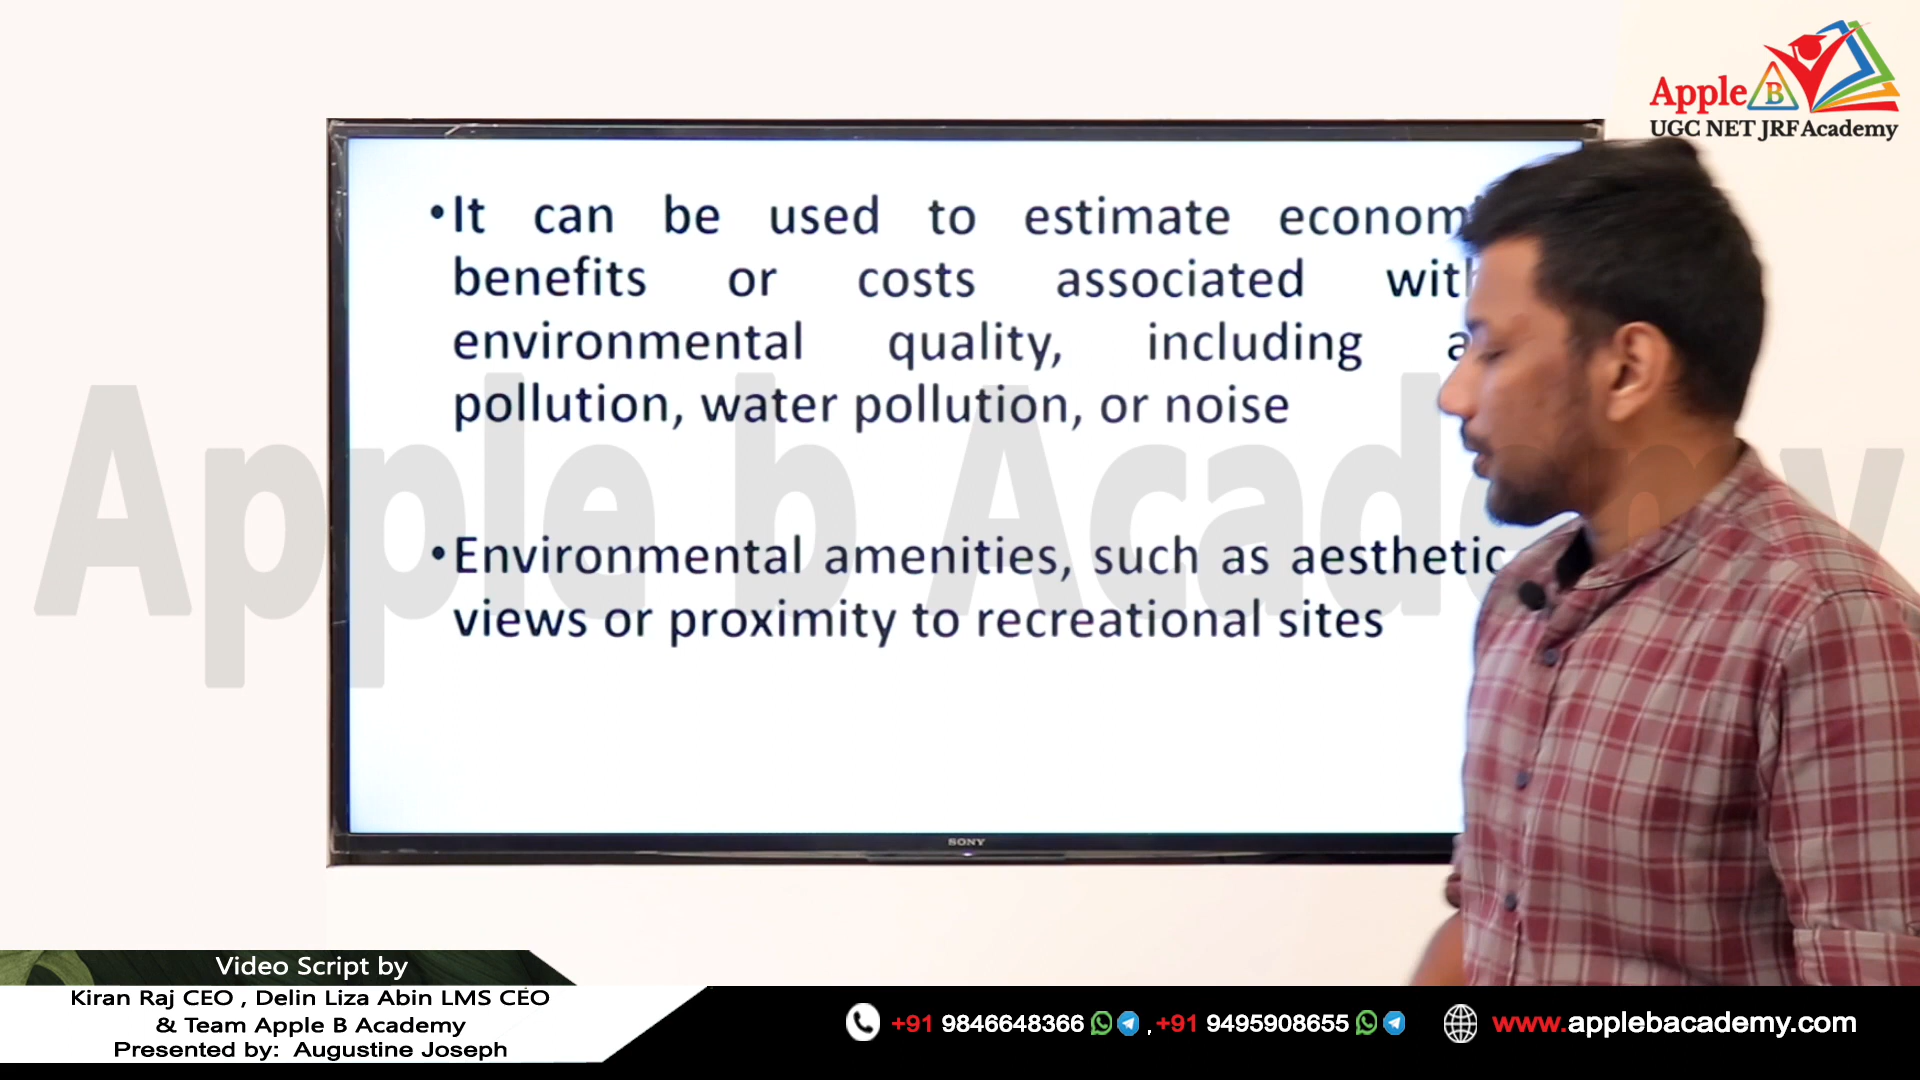 Apple B
UGC NET JRF Academy
•It can be used to estimate
benefits or costs associated
environmental quality, including
pollution, water pollution, or noise
Apple b Academy
•Environmental amenities, such as aesthetic
views or proximity to recreational sites
SONY
Video Script by
Kiran Raj CEO , Delin Liza Abin LMS CEO
& Team Apple B Academy
Presented by: Augustine Joseph
+91 9846648366 , +91 9495908655 www.applebacademy.com